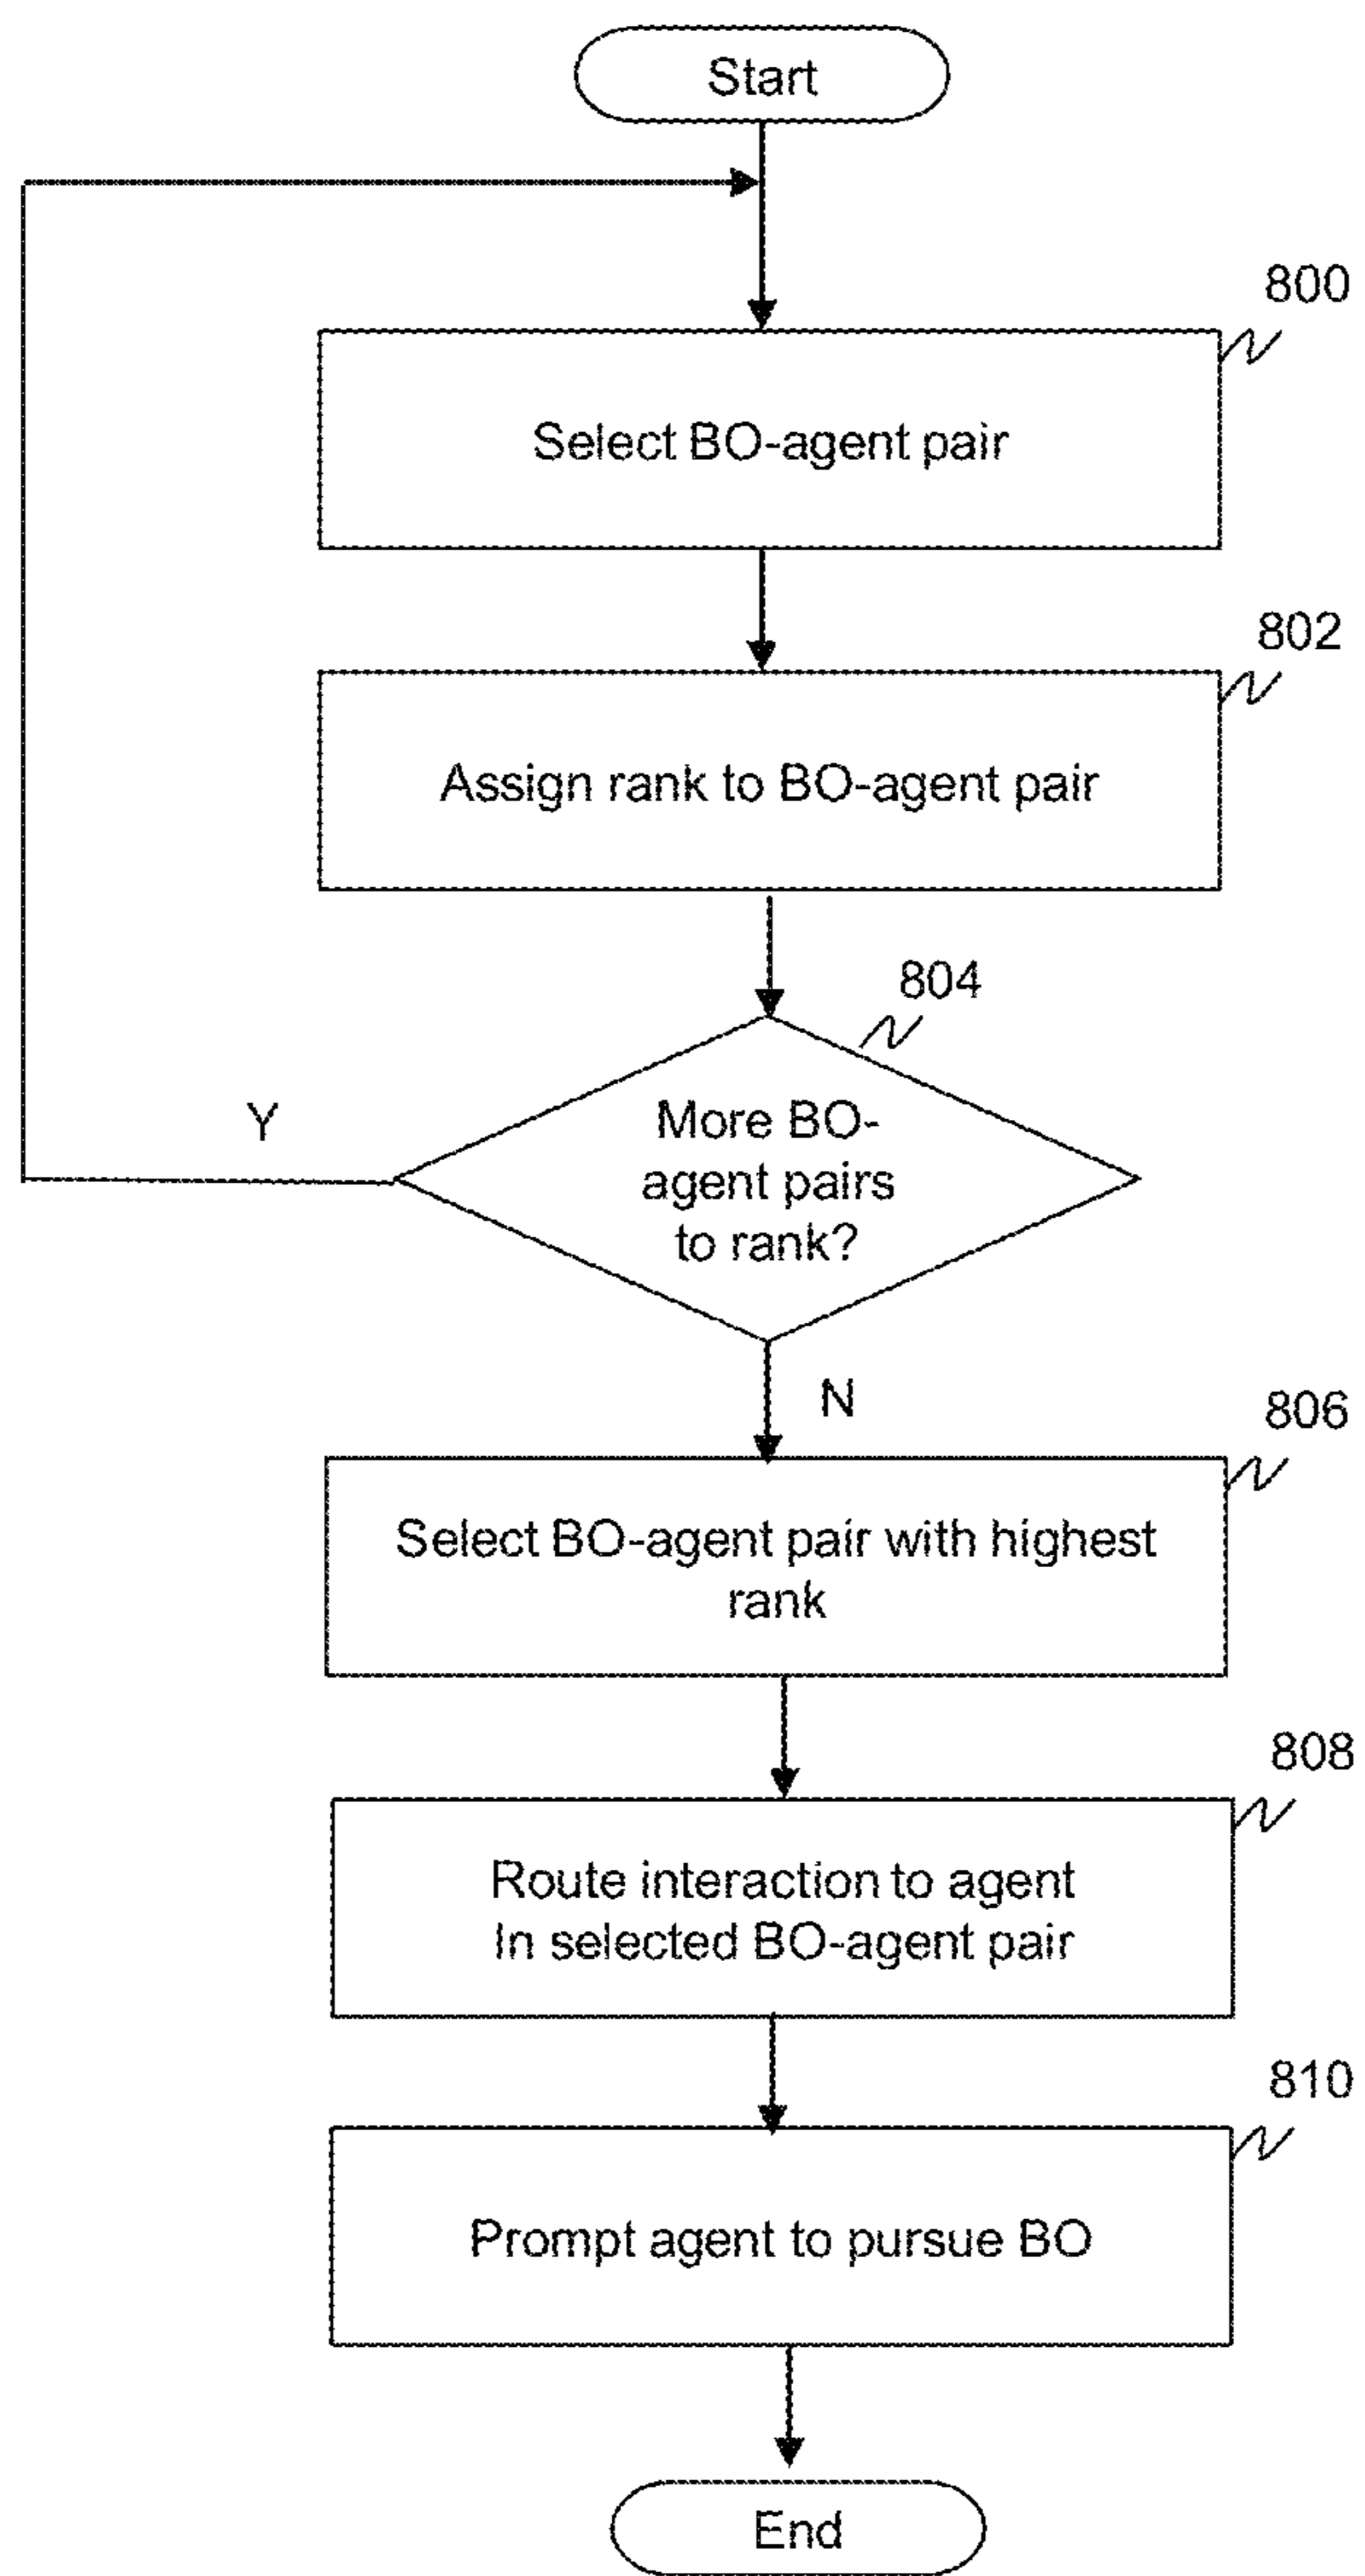 Start
800
Select BO-agent pair
802
Assign rank to BO-agent pair
804
More BO-
agent pairs
to rank?
Y
N
806
Select BO-agent pair with highest
rank
808
Route interaction to agent
In selected BO-agent pair
810
Prompt agent to pursue BO
End